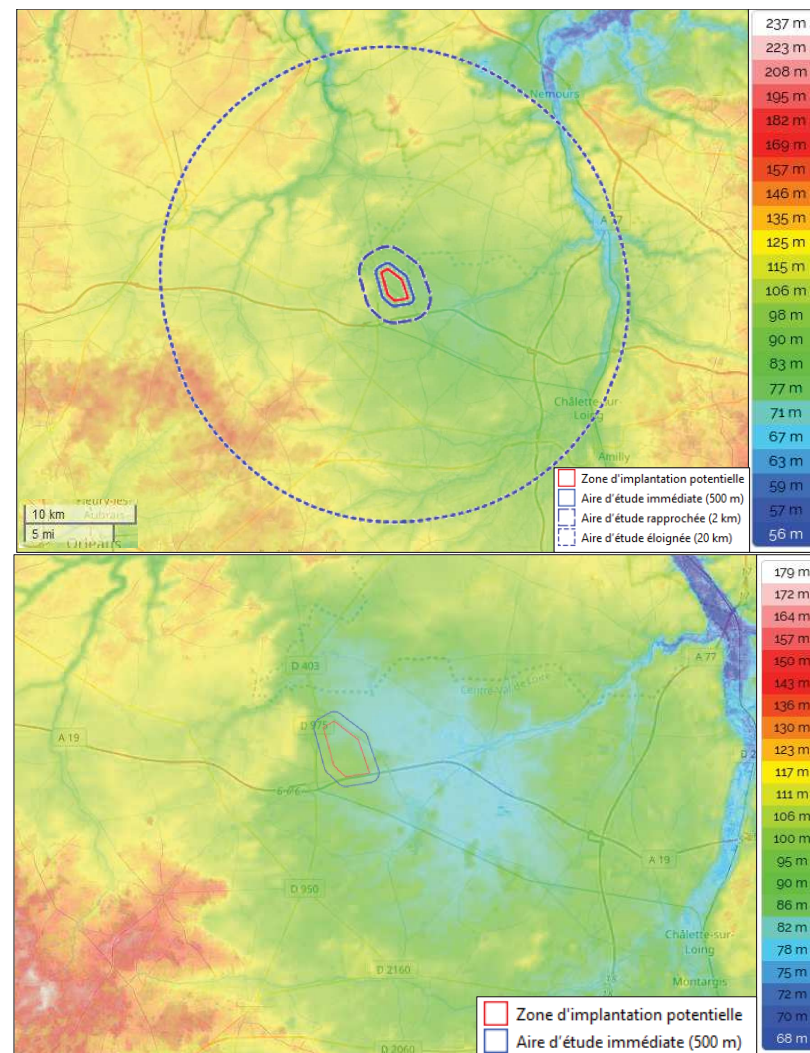 237 m
223 m
208 m
195 m
182 m
169 m
157 m
146 m
135 m
125 m
115 m
106 m
98 m
90 m
83 m
77 m
71 m
67 m
63 m
59 m
57 m
56 m
Nemours
Châlette-sur-
Loing
Amilly
Fleury-les-
Aubrais
Orléans
10 km
5 mi
Zone d'implantation potentielle
Aire d'étude immédiate (500 m)
Aire d'étude rapprochée (2 km)
Aire d'étude éloignée (20 km)
179 m
172 m
164 m
157 m
150 m
143 m
136 m
130 m
123 m
117 m
111 m
106 m
100 m
95 m
90 m
86 m
82 m
78 m
75 m
72 m
70 m
68 m
D 403
A 77
Centre-Val de Loire
D 975
A 19
A 19
D 950
Châlette-sur-
Loing
Montargis
D 2160
D 2060
Zone d'implantation potentielle
Aire d'étude immédiate (500 m)